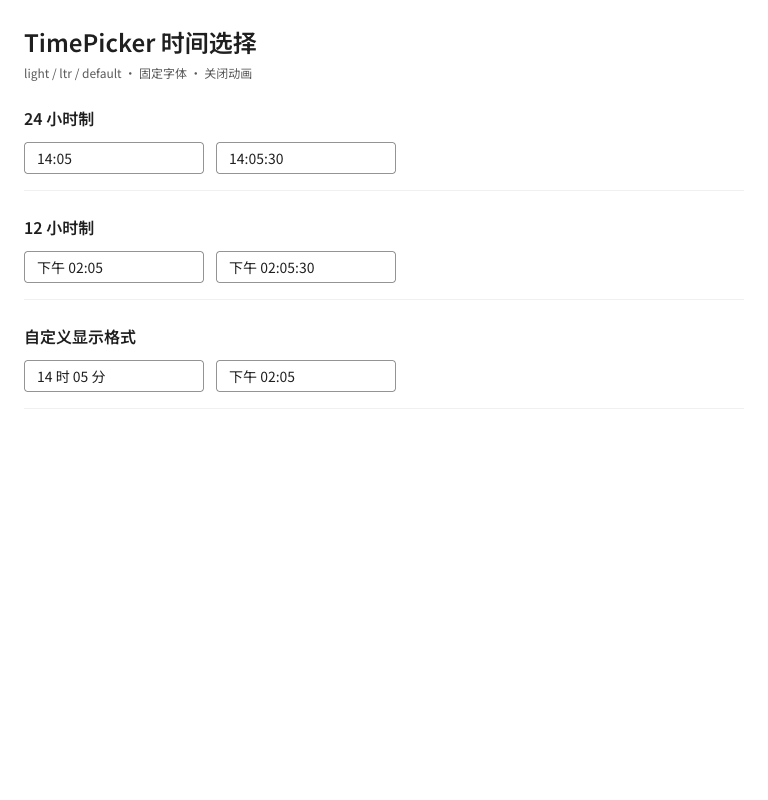 TimePicker 时间选择
light / ltr / default ・ 固定字体 ・ 关闭动画
24 小时制
14:05 14:05:30
12 小时制
下午 02:05 下午 02:05:30
自定义显示格式
14 时 05 分 下午 02:05